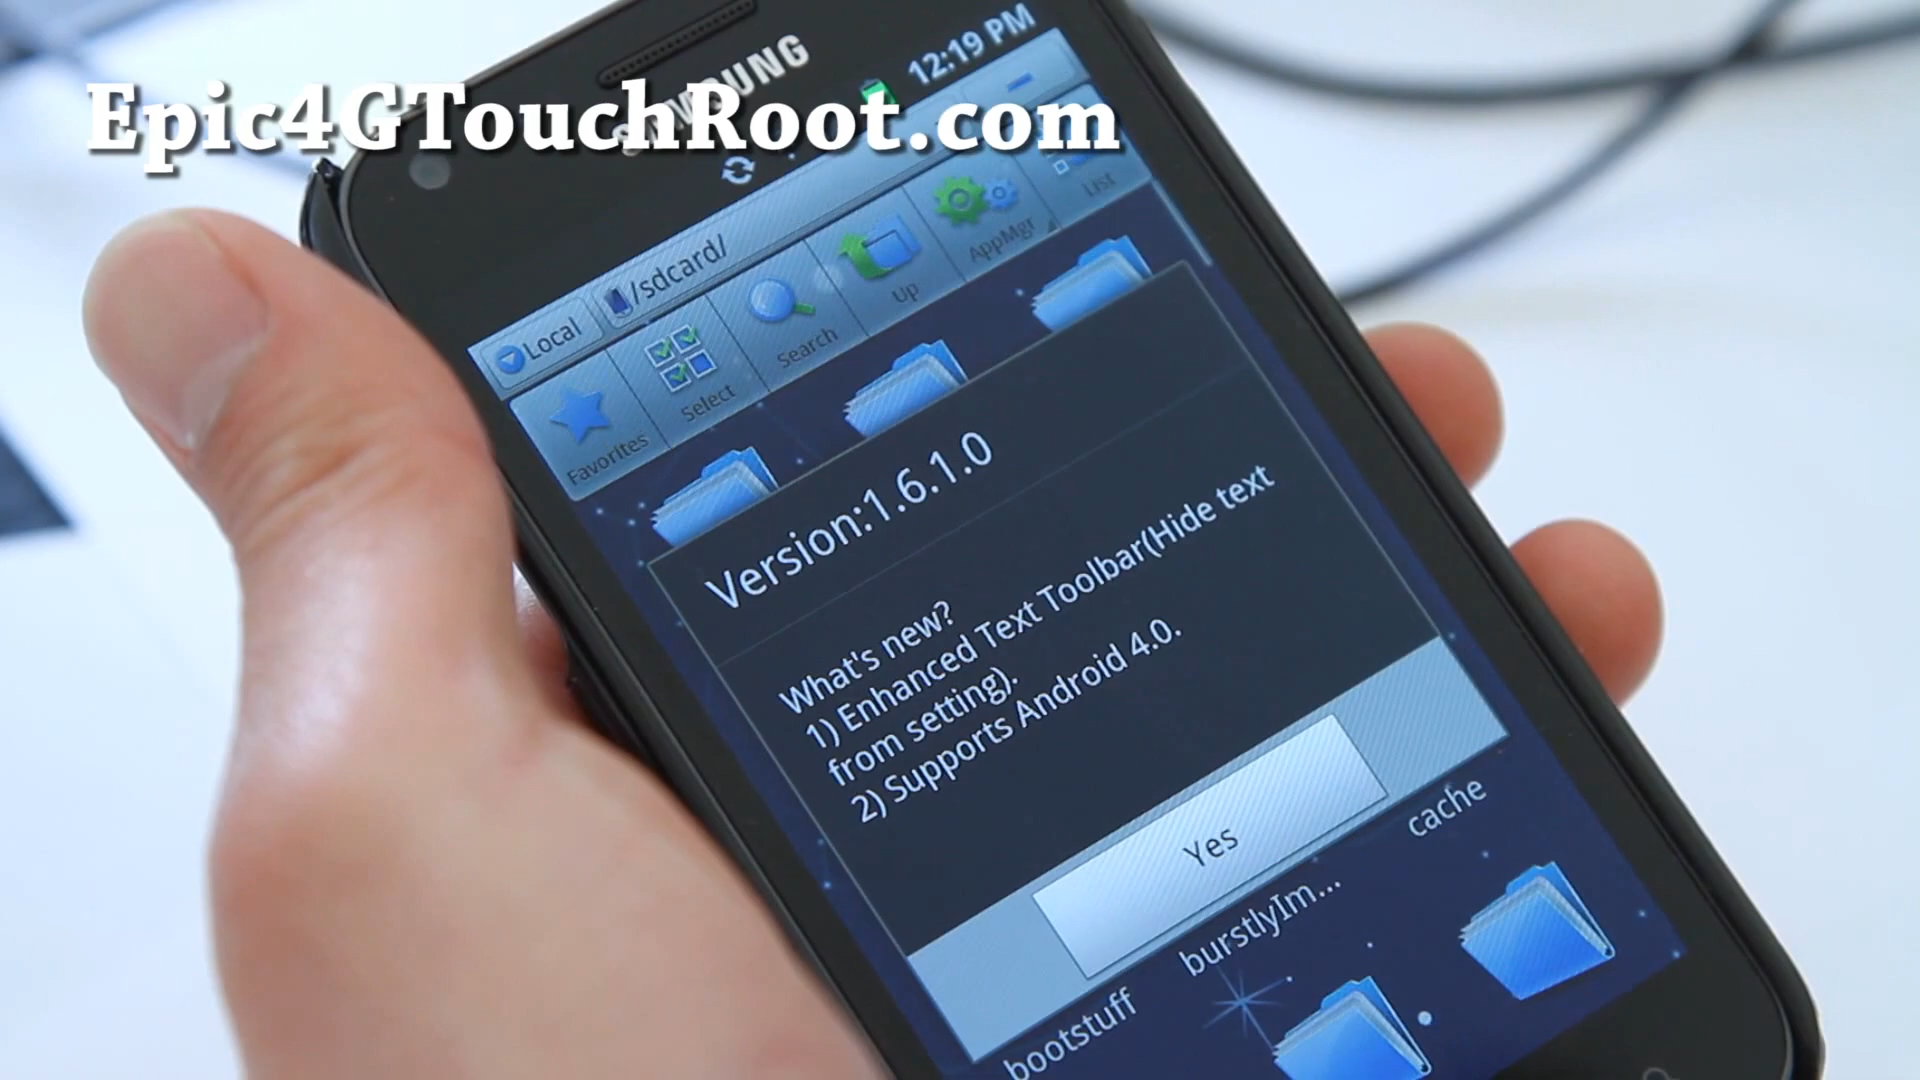 Epic4GTouchRoot.com
SAMSUNG
12:19 PM
Local
/sdcard/
Favorites
Select
Search
Up
AppMgr
List
Version:1.6.1.0
What's new?
1) Enhanced Text Toolbar(Hide text
from setting).
2) Supports Android 4.0.
Yes
bootstuff
burstlyIm...
cache